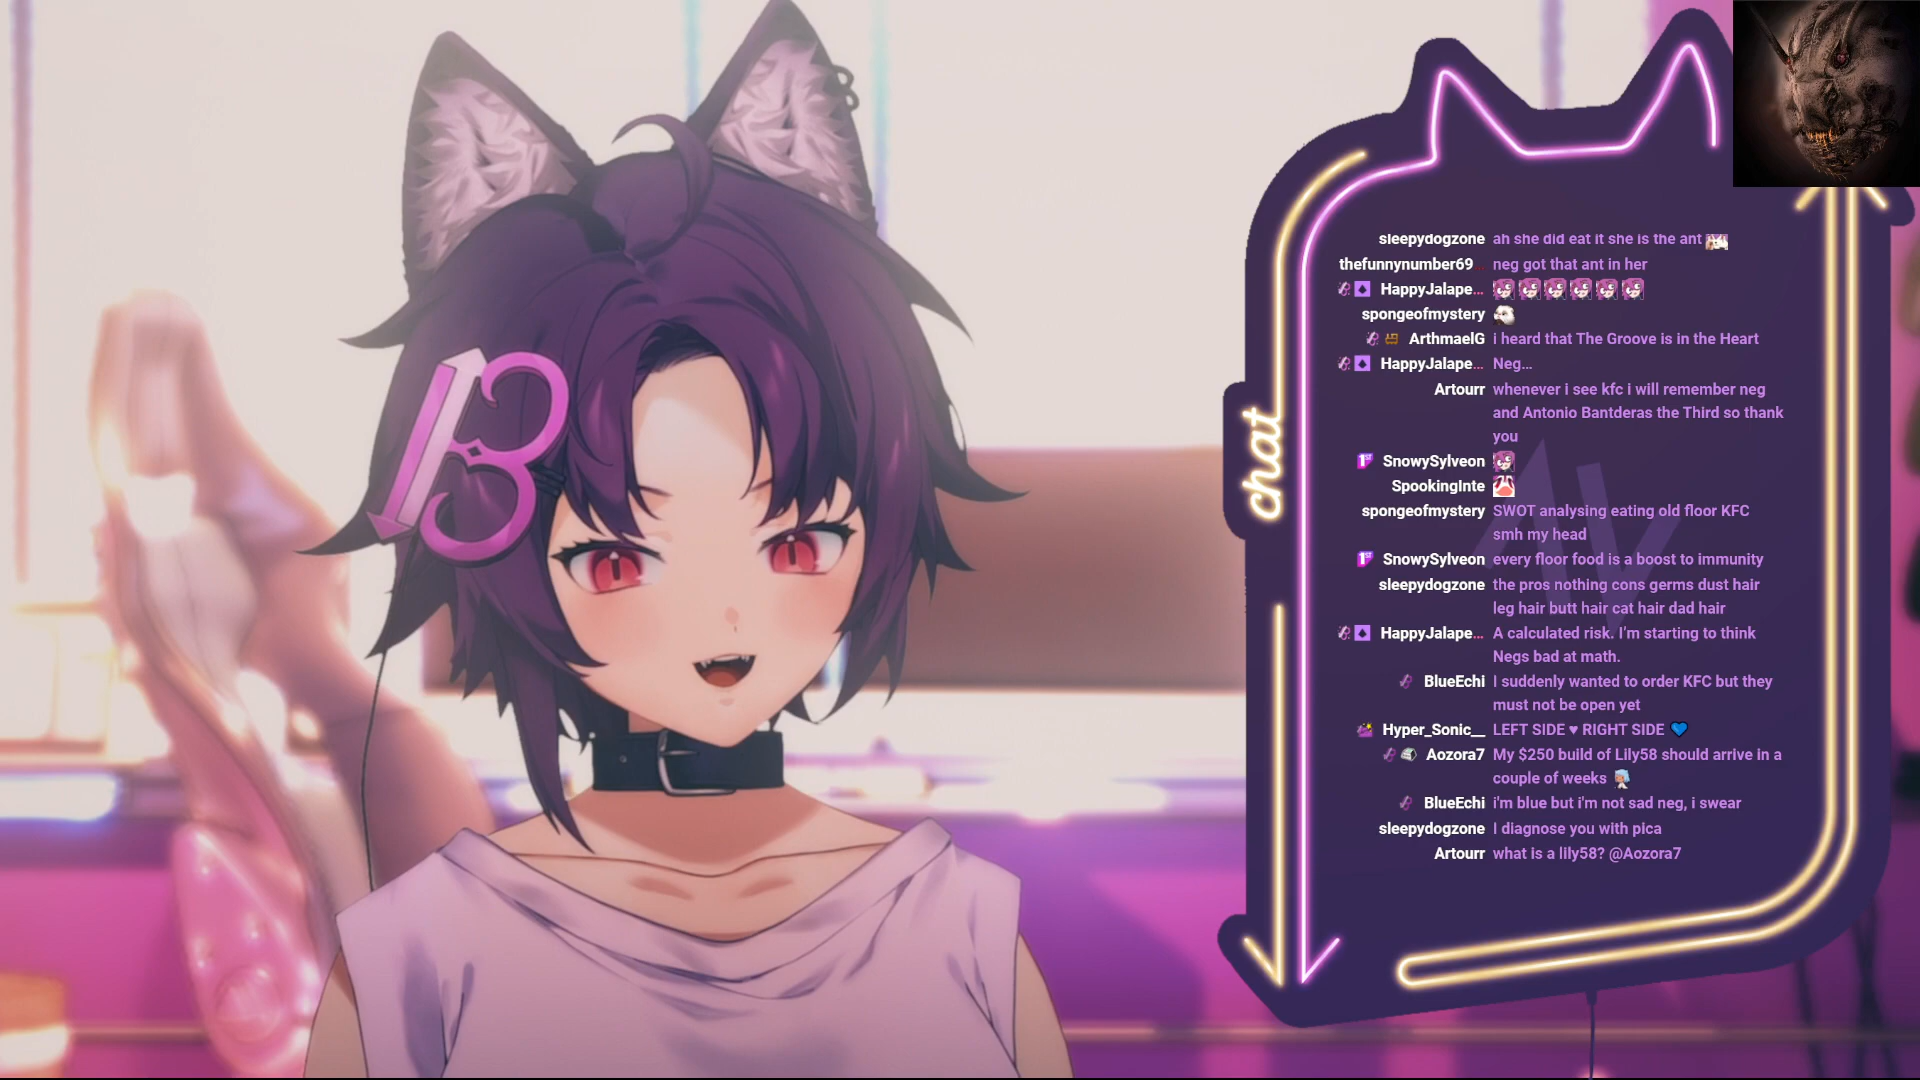 sleepydogzone ah she did eat it she is the ant
thefunnynumber69 neg got that ant in her
HappyJalape...
spongeofmystery
ArthmaelG i heard that The Groove is in the Heart
HappyJalape... Neg...
Artourr whenever i see kfc i will remember neg
and Antonio Bantderas the Third so thank
you
SnowySylveon
SpookingInte
spongeofmystery SWOT analysing eating old floor KFC
smh my head
SnowySylveon every floor food is a boost to immunity
sleepydogzone the pros nothing cons germs dust hair
leg hair butt hair cat hair dad hair
HappyJalape... A calculated risk. I'm starting to think
Negs bad at math.
BlueEchi I suddenly wanted to order KFC but they
must not be open yet
Hyper_Sonic__ LEFT SIDE ♥ RIGHT SIDE 💙
Aozora7 My $250 build of Lily58 should arrive in a
couple of weeks
BlueEchi i'm blue but i'm not sad neg, i swear
sleepydogzone I diagnose you with pica
Artourr what is a lily58? @Aozora7
chat
13